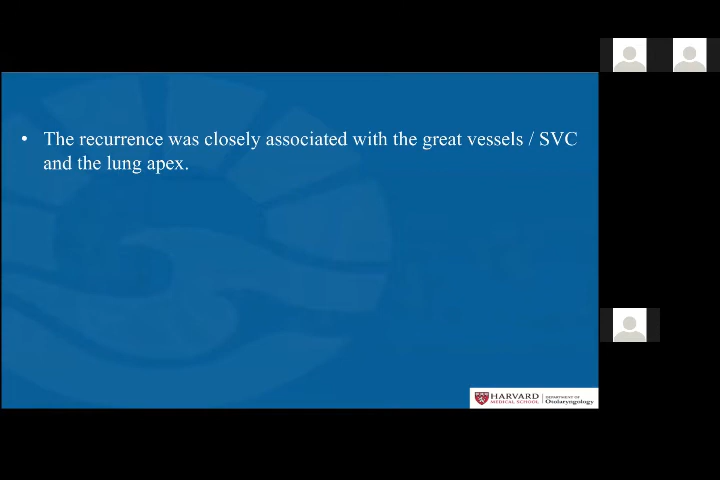 • The recurrence was closely associated with the great vessels / SVC
and the lung apex.
HARVARD
MEDICAL SCHOOL
DEPARTMENT OF
Otolaryngology